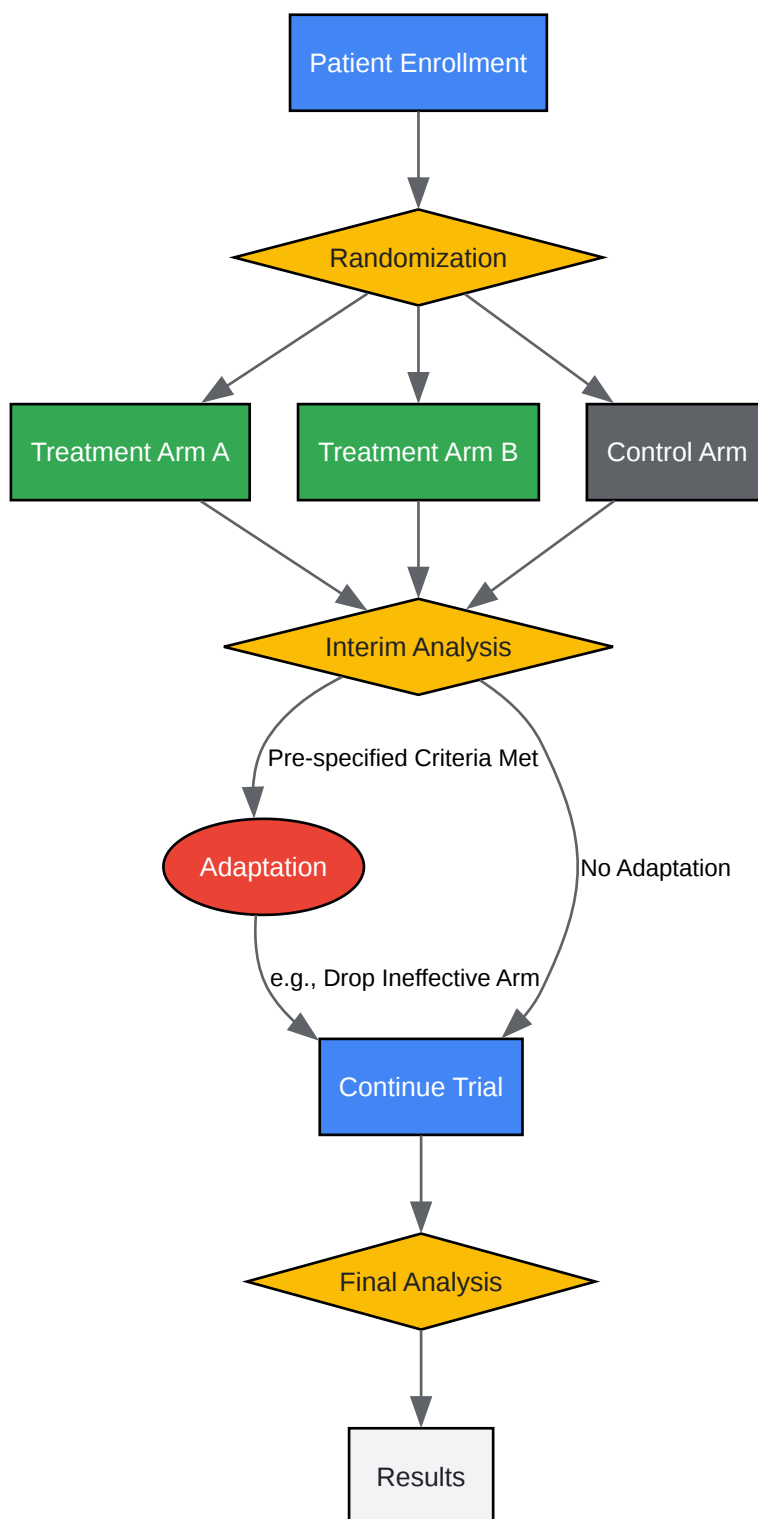 Patient Enrollment
Randomization
Treatment Arm A
Treatment Arm B
Control Arm
Interim Analysis
Pre-specified Criteria Met
Adaptation
No Adaptation
e.g., Drop Ineffective Arm
Continue Trial
Final Analysis
Results